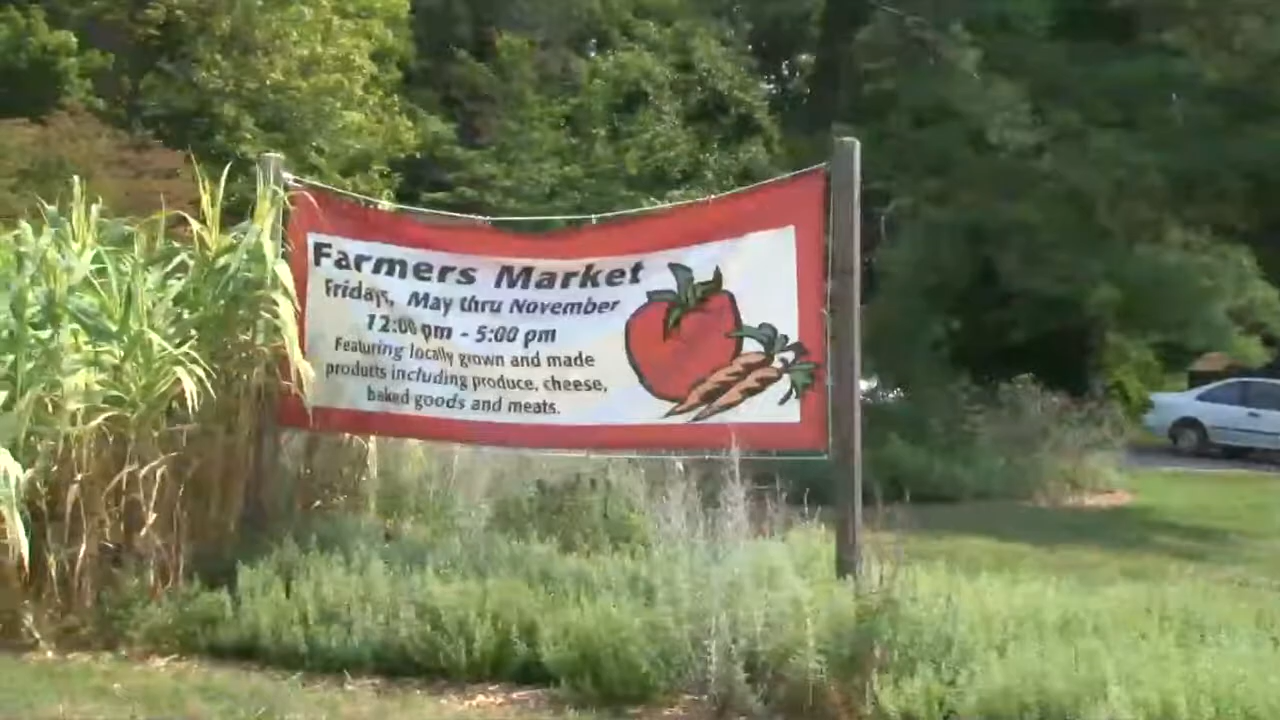 Farmers Market
Fridays, May thru November
12:00 pm - 5:00 pm
Featuring locally grown and made
products including produce, cheese,
baked goods and meats.